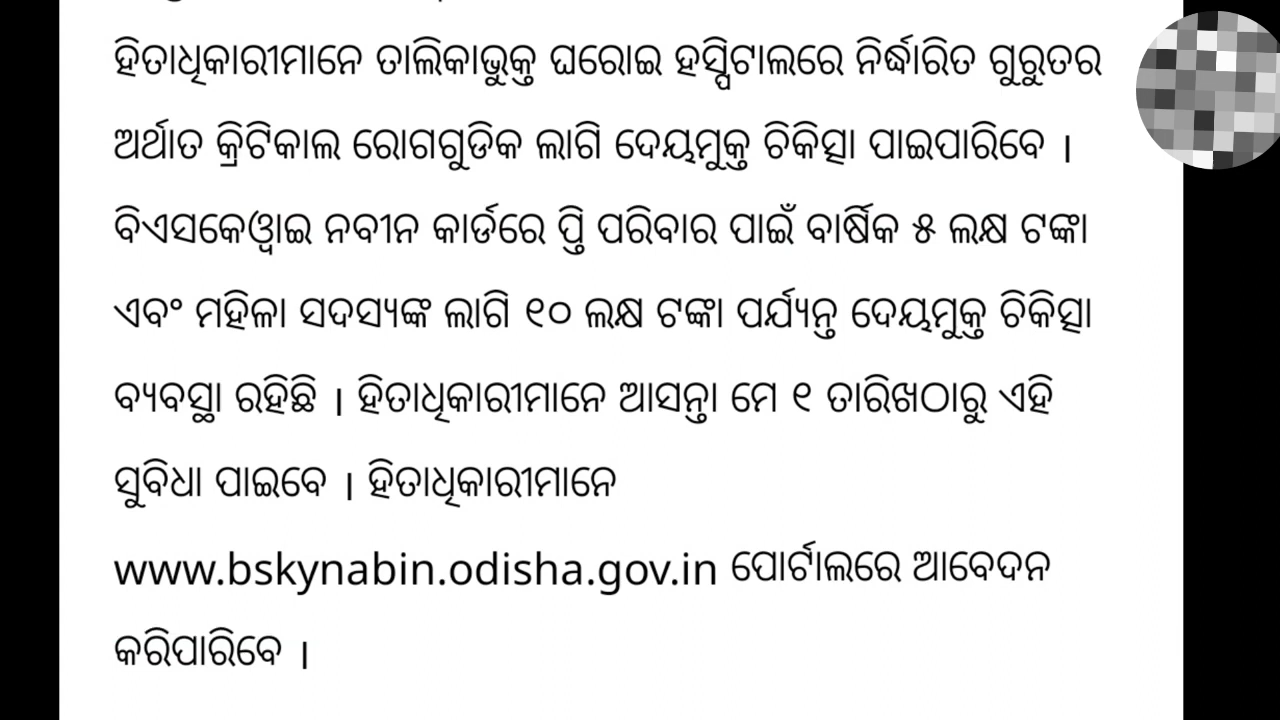 ହିତାଧିକାରୀମାନେ ତାଲିକାଭୁକ୍ତ ଘରୋଇ ହସ୍ପିଟାଲରେ ନିର୍ଦ୍ଧାରିତ ଗୁରୁତର
ଅର୍ଥାତ କ୍ରିଟିକାଲ ରୋଗଗୁଡିକ ଲାଗି ଦେୟମୁକ୍ତ ଚିକିତ୍ସା ପାଇପାରିବେ ।
ବିଏସକେୱାଇ ନବୀନ କାର୍ଡରେ ପ୍ତି ପରିବାର ପାଇଁ ବାର୍ଷିକ ୫ ଲକ୍ଷ ଟଙ୍କା
ଏବଂ ମହିଳା ସଦସ୍ୟଙ୍କ ଲାଗି ୧୦ ଲକ୍ଷ ଟଙ୍କା ପର୍ଯ୍ୟନ୍ତ ଦେୟମୁକ୍ତ ଚିକିତ୍ସା
ବ୍ୟବସ୍ଥା ରହିଛି । ହିତାଧିକାରୀମାନେ ଆସନ୍ତା ମେ ୧ ତାରିଖଠାରୁ ଏହି
ସୁବିଧା ପାଇବେ । ହିତାଧିକାରୀମାନେ
www.bskynabin.odisha.gov.in ପୋର୍ଟାଲରେ ଆବେଦନ
କରିପାରିବେ ।